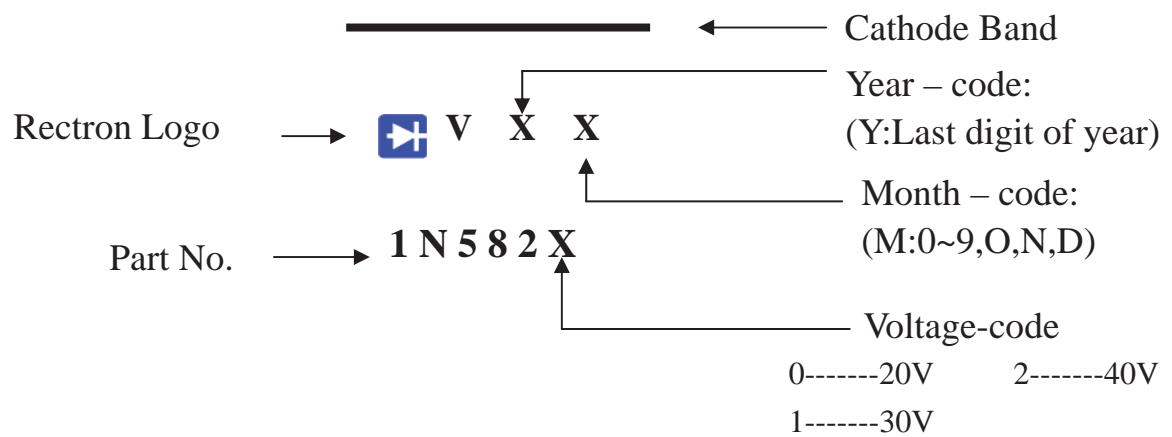 Cathode Band
Year – code:
(Y:Last digit of year)
Rectron Logo
V X X
Month – code:
(M:0~9,O,N,D)
Part No.
1 N 5 8 2 X
Voltage-code
0-------20V 2-------40V
1-------30V